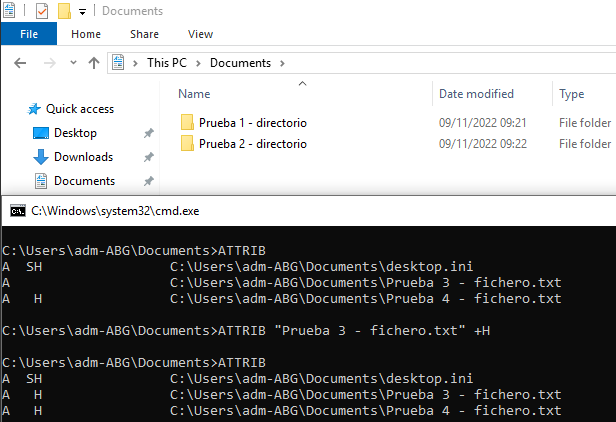 Documents
File Home Share View
This PC > Documents >
Quick access
Desktop
Downloads
Documents
Name Date modified Type
Prueba 1 - directorio 09/11/2022 09:21 File folder
Prueba 2 - directorio 09/11/2022 09:22 File folder
C:\Windows\system32\cmd.exe
C:\Users\adm-ABG\Documents>ATTRIB
A  SH                C:\Users\adm-ABG\Documents\desktop.ini
A                    C:\Users\adm-ABG\Documents\Prueba 3 - fichero.txt
A   H                C:\Users\adm-ABG\Documents\Prueba 4 - fichero.txt
C:\Users\adm-ABG\Documents>ATTRIB "Prueba 3 - fichero.txt" +H
C:\Users\adm-ABG\Documents>ATTRIB
A  SH                C:\Users\adm-ABG\Documents\desktop.ini
A   H                C:\Users\adm-ABG\Documents\Prueba 3 - fichero.txt
A   H                C:\Users\adm-ABG\Documents\Prueba 4 - fichero.txt